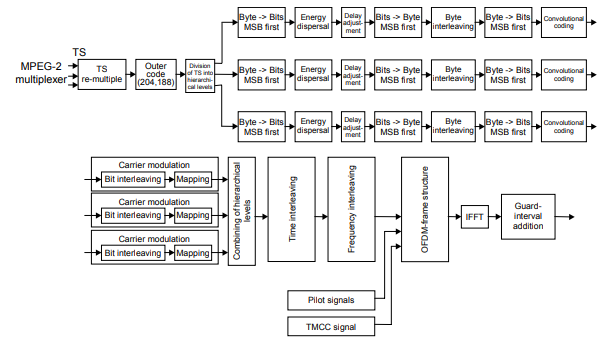 TS
MPEG-2
multiplexer
TS
re-multiple
Outer
code
(204,188)
Division
of TS into
hierarchi-
cal levels
Byte -> Bits
MSB first
Energy
dispersal
Delay
adjust-
ment
Bits -> Byte
MSB first
Byte
interleaving
Byte -> Bits
MSB first
Convolutional
coding
Byte -> Bits
MSB first
Energy
dispersal
Delay
adjust-
ment
Bits -> Byte
MSB first
Byte
interleaving
Byte -> Bits
MSB first
Convolutional
coding
Byte -> Bits
MSB first
Energy
dispersal
Delay
adjust-
ment
Bits -> Byte
MSB first
Byte
interleaving
Byte -> Bits
MSB first
Convolutional
coding
Carrier modulation
Bit interleaving
Mapping
Carrier modulation
Bit interleaving
Mapping
Carrier modulation
Bit interleaving
Mapping
Combining of hierarchical
levels
Time interleaving
Frequency interleaving
OFDM-frame structure
IFFT
Guard-
interval
addition
Pilot signals
TMCC signal